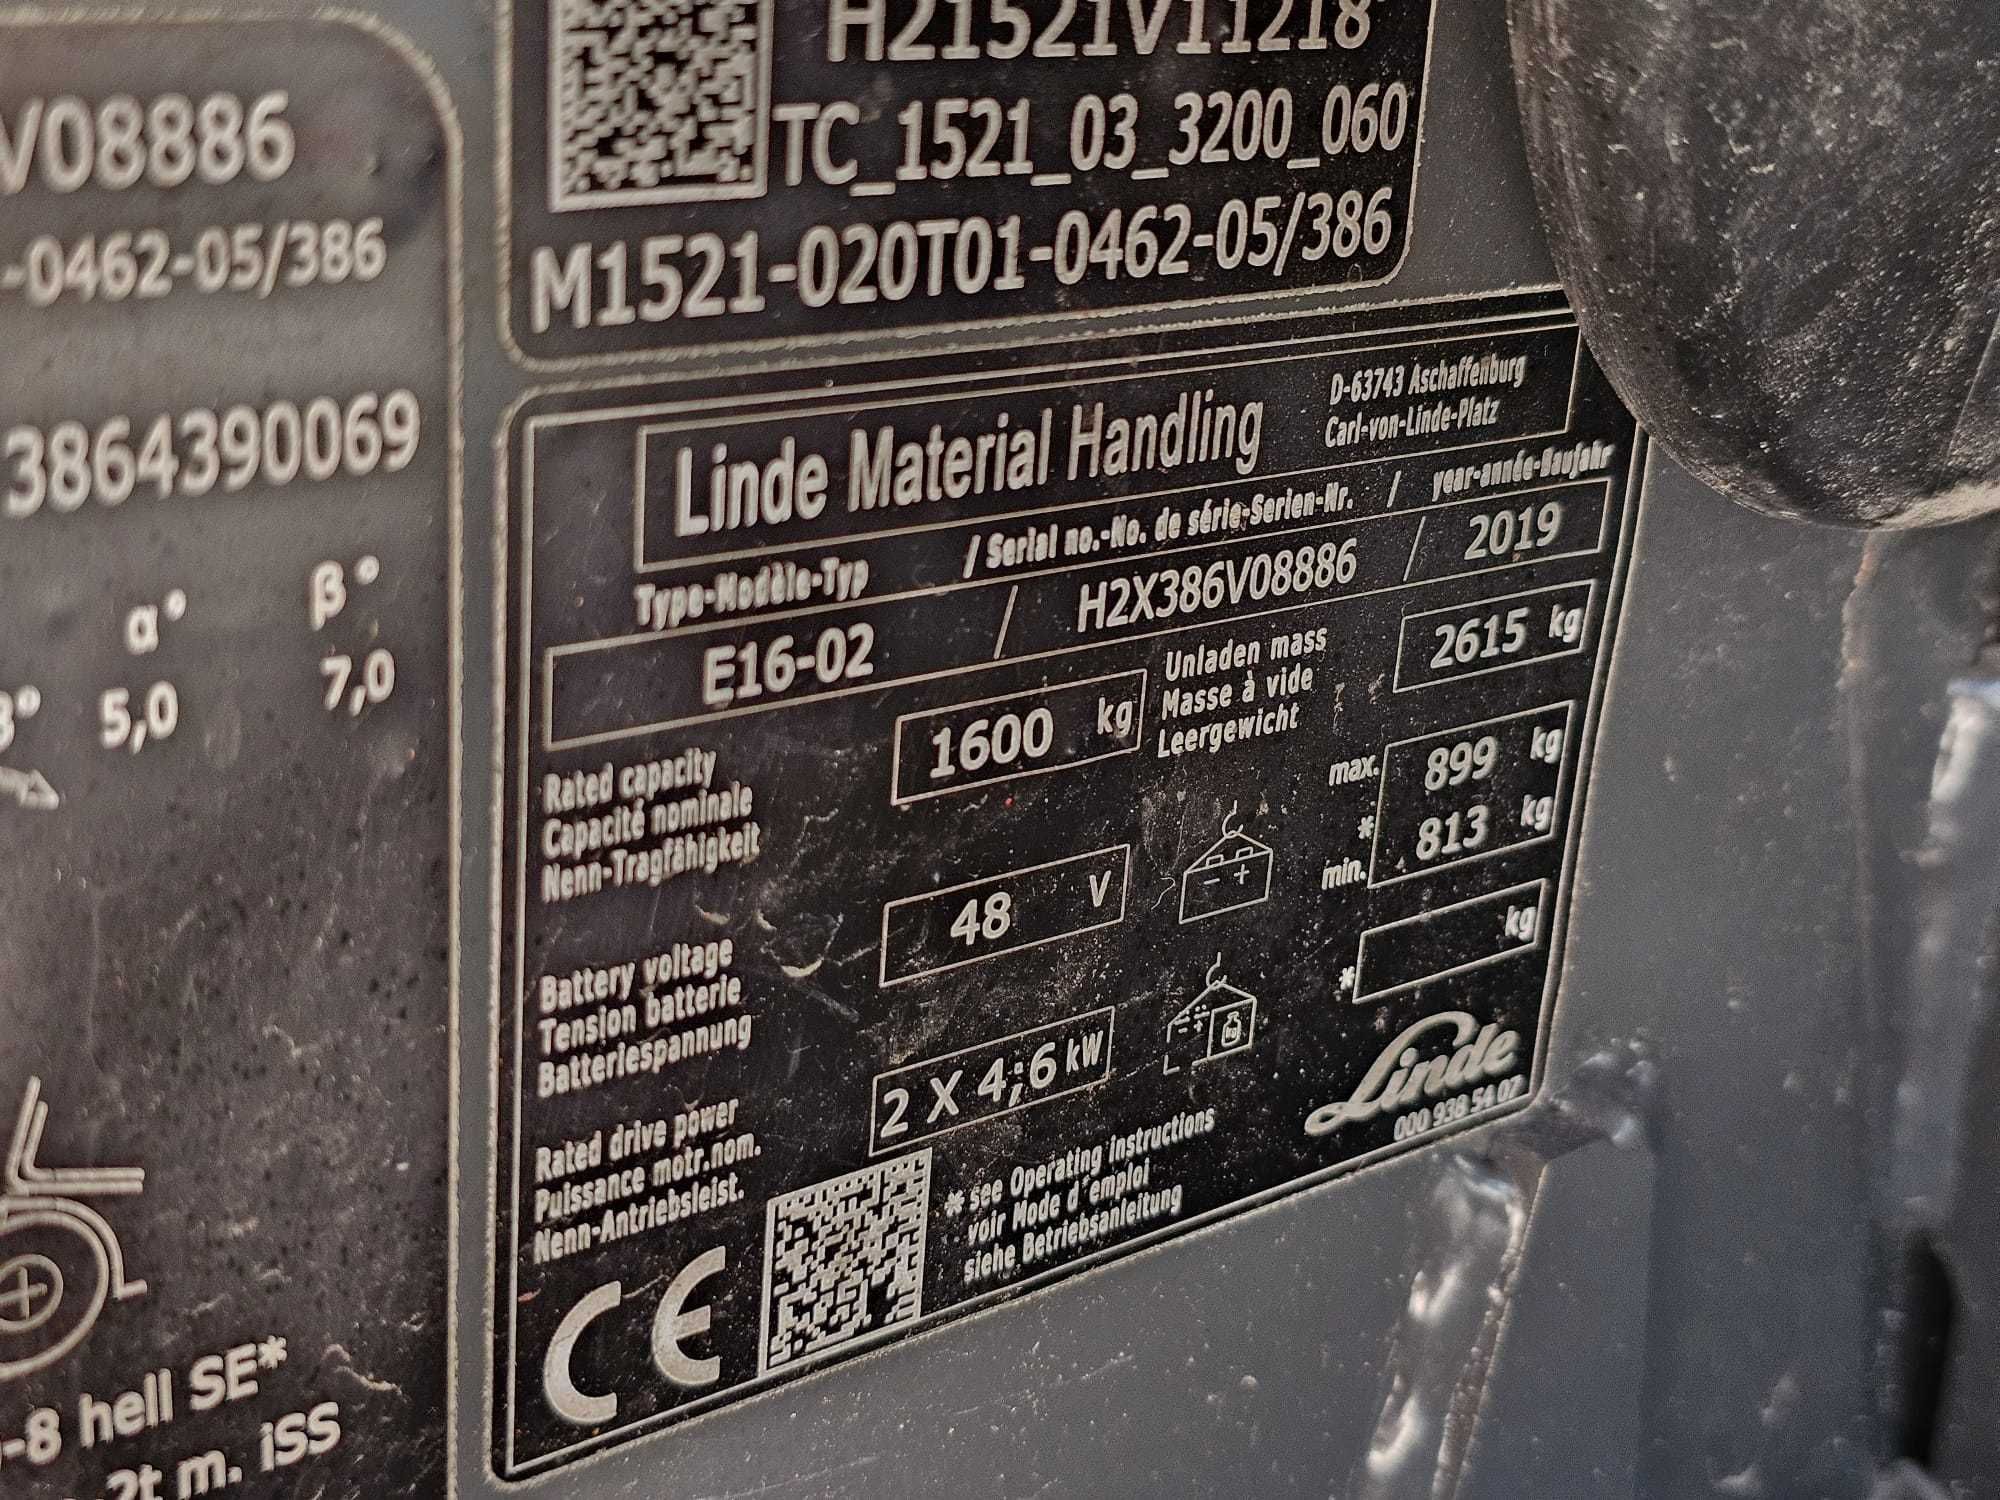 V08886
-0462-05/386
3864390069
α° β°
β° 5,0 7,0
-8 hell SE*
2t m. iSS
H21521V11218
TC_1521_03_3200_060
M1521-020T01-0462-05/386
Linde Material Handling
D-63743 Aschaffenburg
Carl-von-Linde-Platz
Type-Modèle-Typ / Serial no.-No. de série-Serien-Nr. / year-année-Baujahr
E16-02 / H2X386V08886 / 2019
Rated capacity
Capacité nominale
Nenn-Tragfähigkeit
1600 kg
Unladen mass
Masse à vide
Leergewicht
2615 kg
Battery voltage
Tension batterie
Batteriespannung
48 V
- +
max. 899 kg
*
min. 813 kg
Rated drive power
Puissance motr.nom.
Nenn-Antriebsleist.
2 X 4,6 kW
- +
kg
* kg
CE
* see Operating instructions
voir Mode d'emploi
siehe Betriebsanleitung
Linde
000 938 54 02